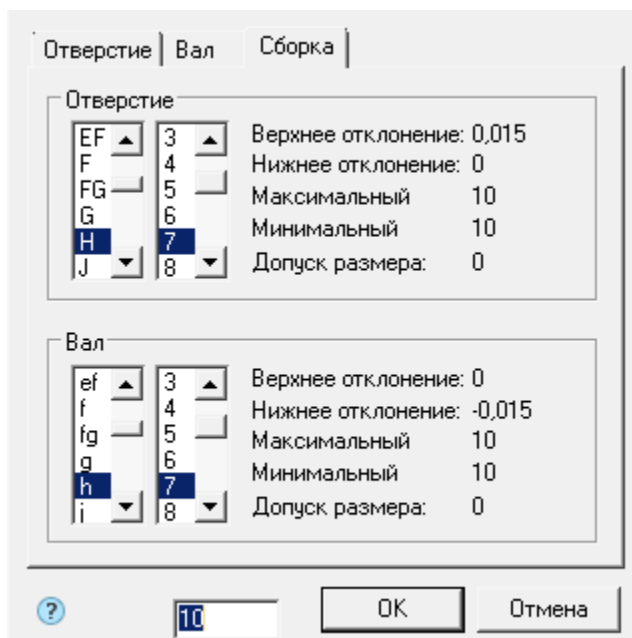 Отверстие Вал Сборка
Отверстие
EF 3 Верхнее отклонение: 0,015
F 4 Нижнее отклонение: 0
FG 5 Максимальный 10
G 6 Минимальный 10
H 7 Допуск размера: 0
J 8
Вал
ef 3 Верхнее отклонение: 0
f 4 Нижнее отклонение: -0,015
fg 5 Максимальный 10
g 6 Минимальный 10
h 7 Допуск размера: 0
j 8
? 10 OK Отмена